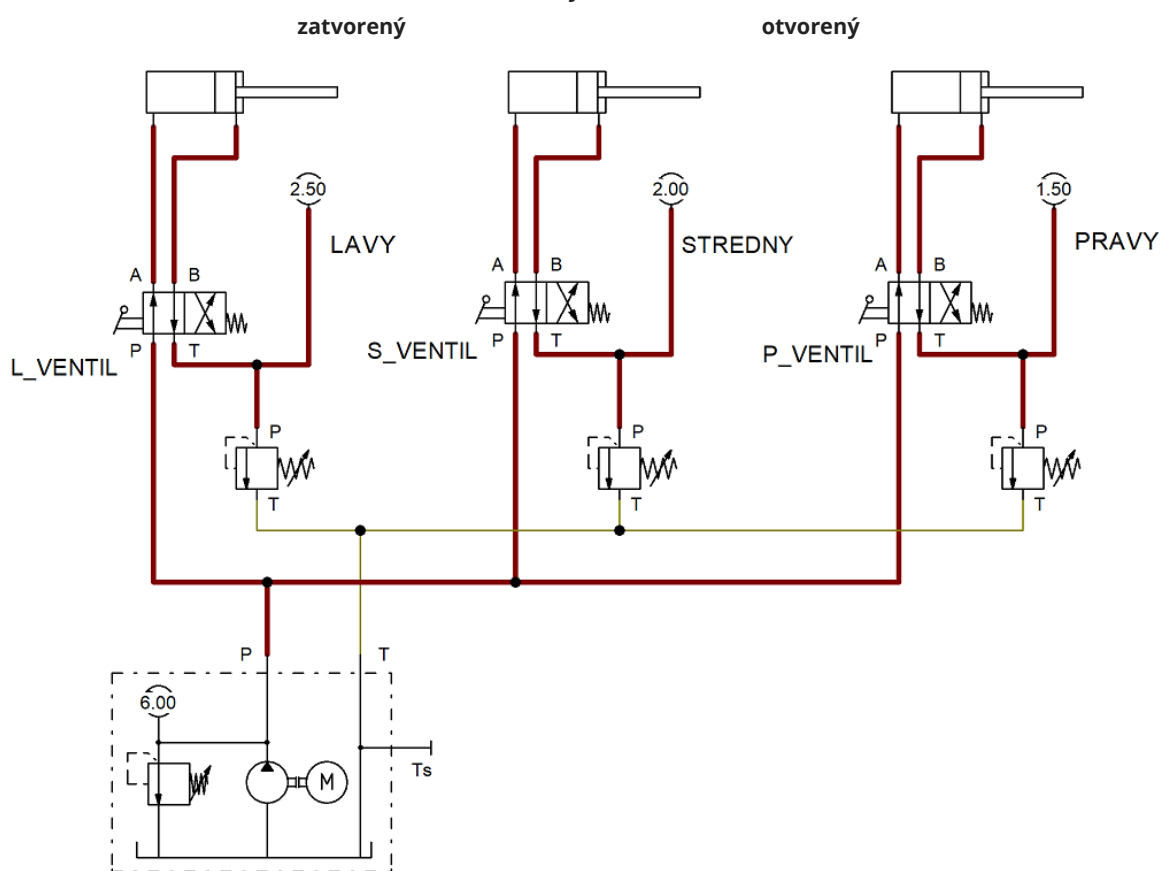 zatvorený
otvorený
2.50
2.00
1.50
LAVY
STREDNY
PRAVY
A B
A B
A B
P T
P T
P T
L_VENTIL
S_VENTIL
P_VENTIL
P
P
P
T
T
T
P
T
6.00
M
Ts